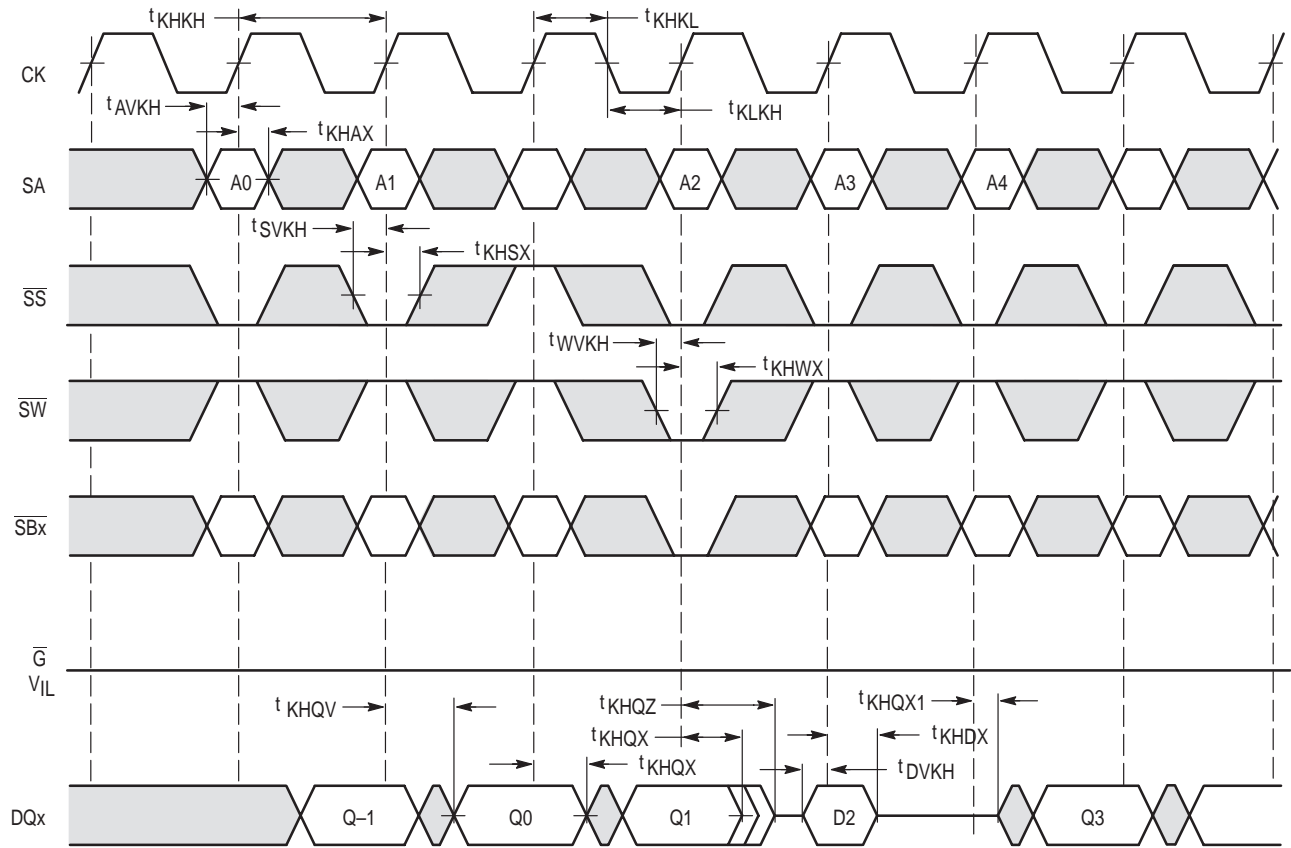 tKHKH tKHKL
CK
tAVKH tKLKH
tKHAX
SA A0 A1 A2 A3 A4
tSVKH
tKHSX
SS
tWVKH
tKHWX
SW
SBx
G
VIL
tKHQV tKHQZ tKHQX1
tKHQX tKHDX
tKHQX tDVKH
DQx Q–1 Q0 Q1 D2 Q3